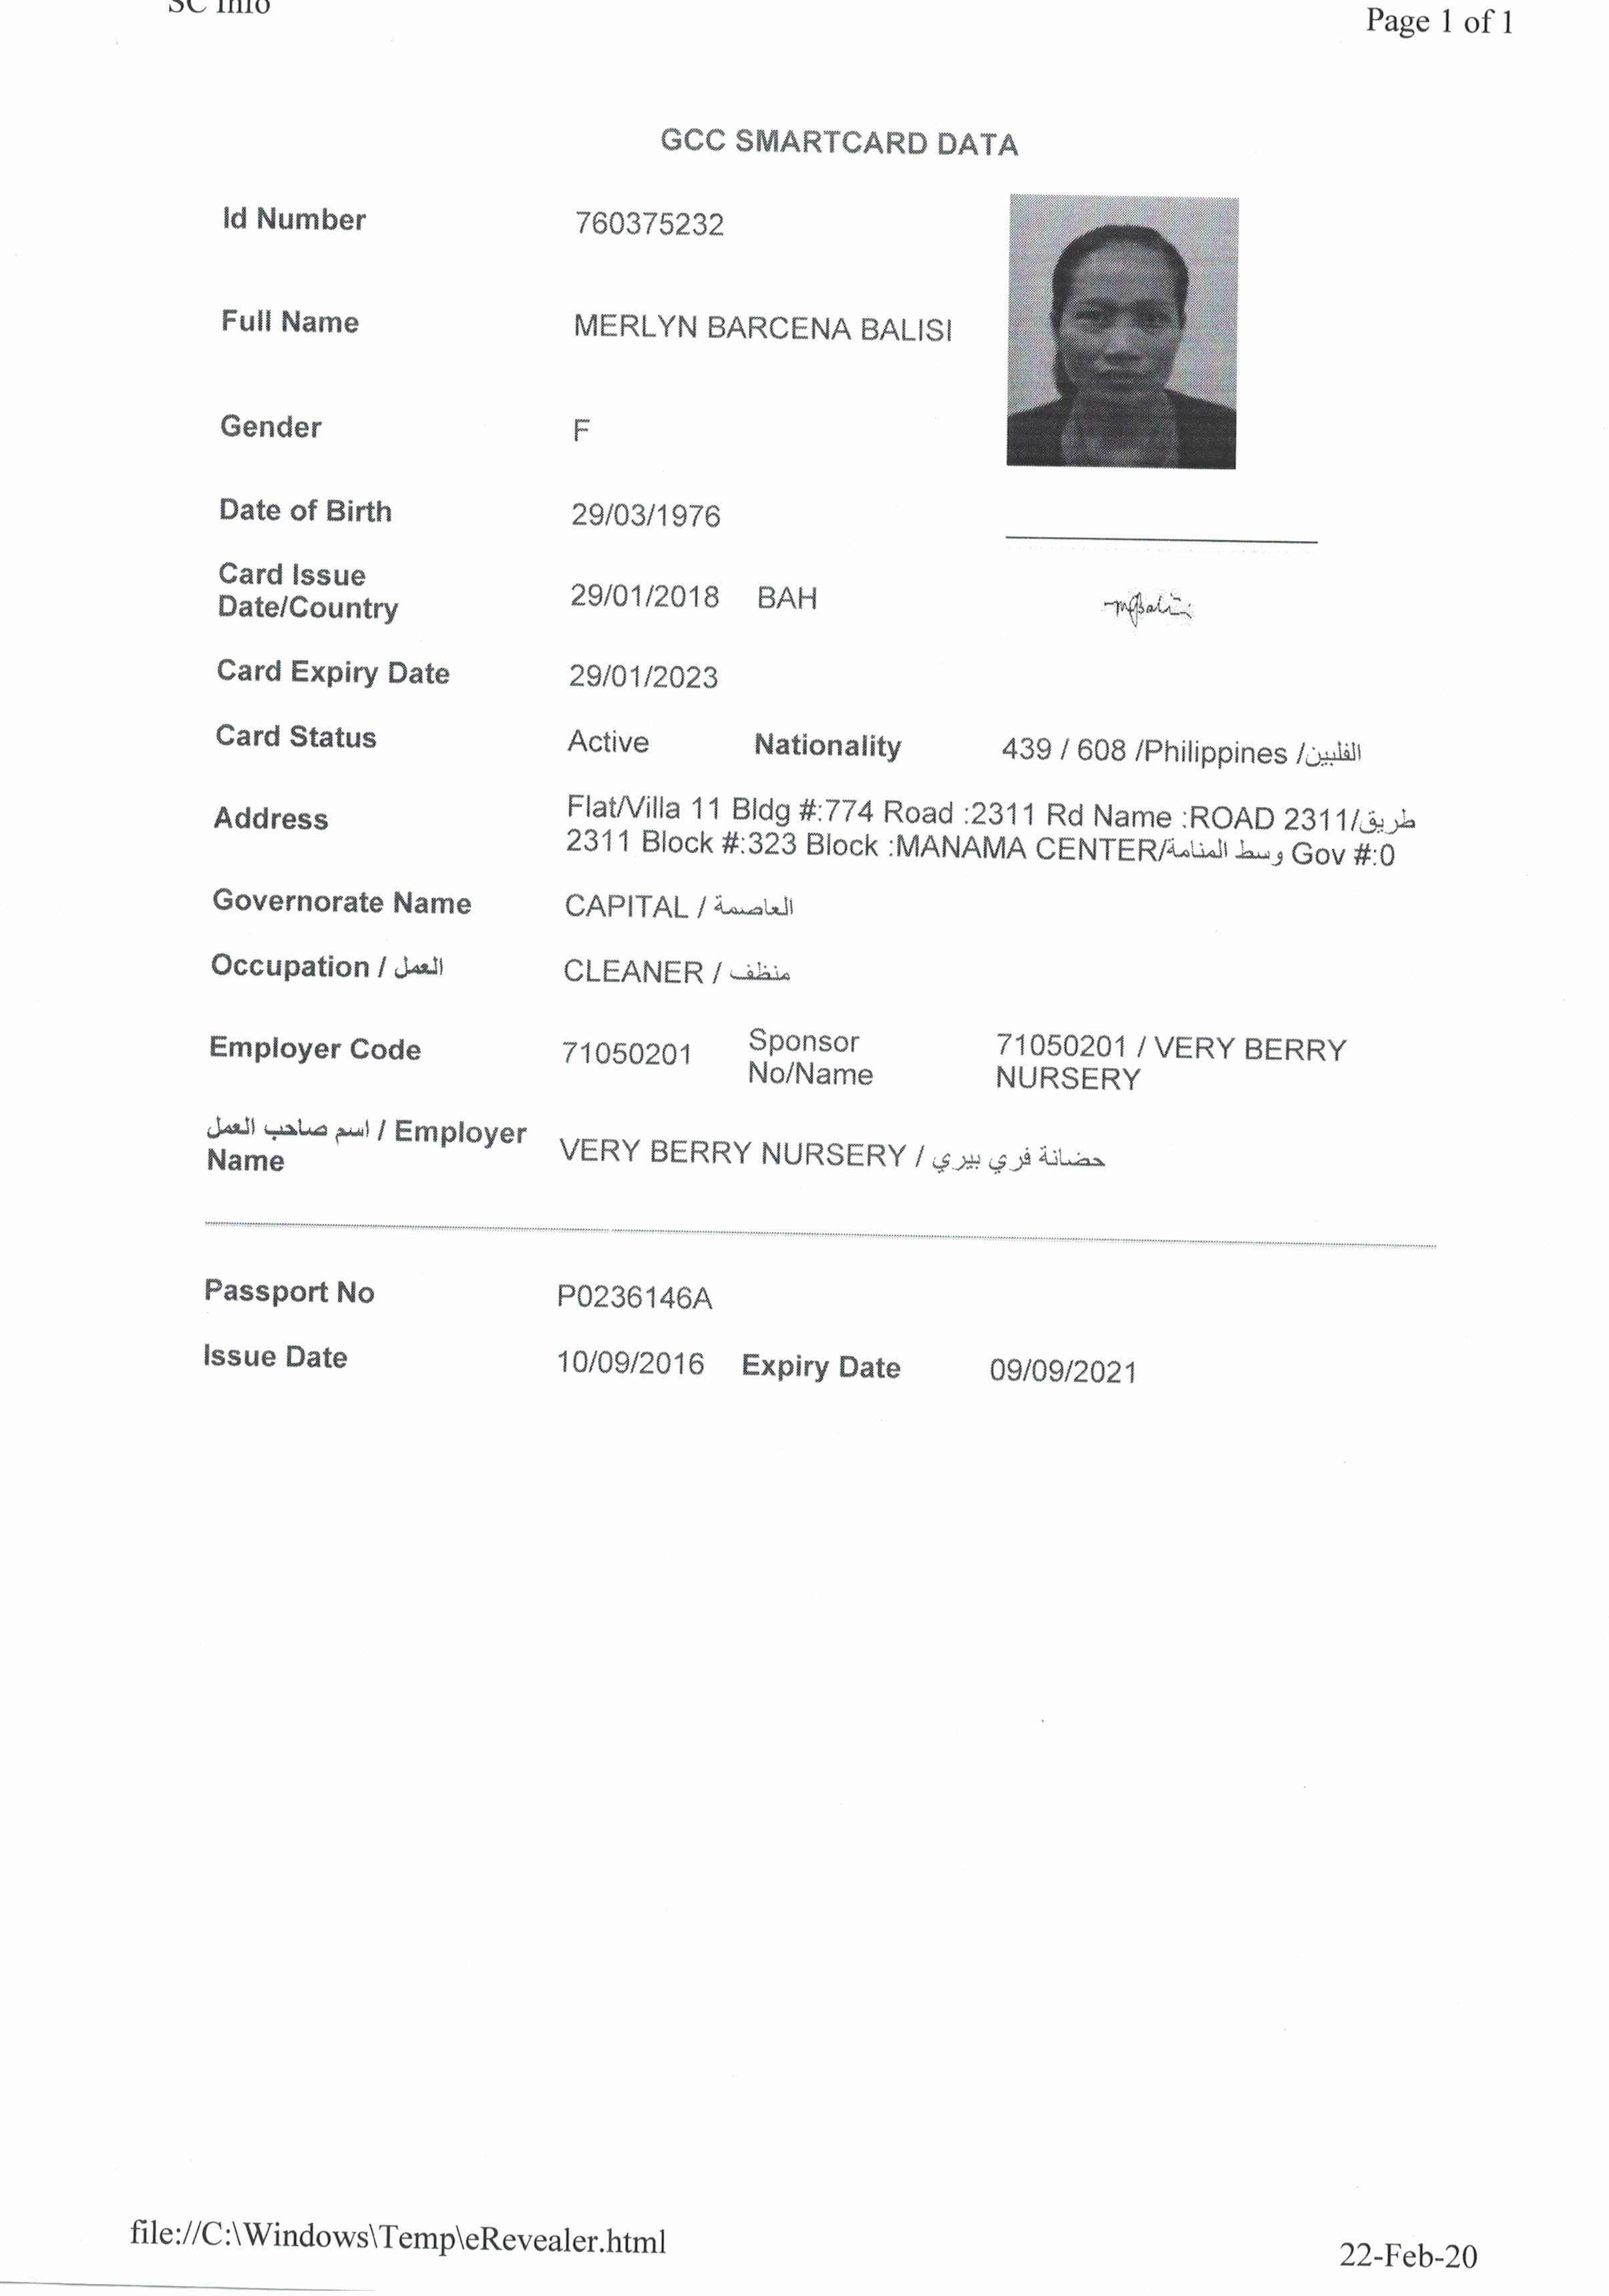 SC Info
Page 1 of 1
GCC SMARTCARD DATA
Id Number 760375232
Full Name MERLYN BARCENA BALISI
Gender F
Date of Birth 29/03/1976
Card Issue
Date/Country 29/01/2018 BAH
Card Expiry Date 29/01/2023
Card Status Active Nationality 439 / 608 /Philippines /الفلبين
Address Flat/Villa 11 Bldg #:774 Road :2311 Rd Name :ROAD 2311/طريق
2311 Block #:323 Block :MANAMA CENTER/وسط المنامة Gov #:0
Governorate Name CAPITAL / العاصمة
Occupation / العمل CLEANER / منظف
Employer Code 71050201 Sponsor
No/Name 71050201 / VERY BERRY
NURSERY
اسم صاحب العمل / Employer
Name VERY BERRY NURSERY / حضانة فري بيري
Passport No P0236146A
Issue Date 10/09/2016 Expiry Date 09/09/2021
file://C:\Windows\Temp\eRevealer.html
22-Feb-20